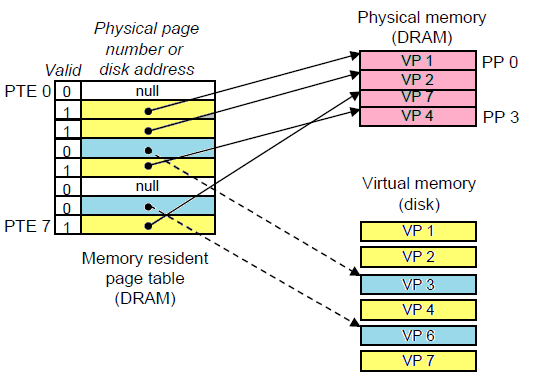 Physical page
number or
disk address
Valid
PTE 0
0
null
1
1
0
1
0
null
0
PTE 7
1
Memory resident
page table
(DRAM)
Physical memory
(DRAM)
VP 1
PP 0
VP 2
VP 7
VP 4
PP 3
Virtual memory
(disk)
VP 1
VP 2
VP 3
VP 4
VP 6
VP 7